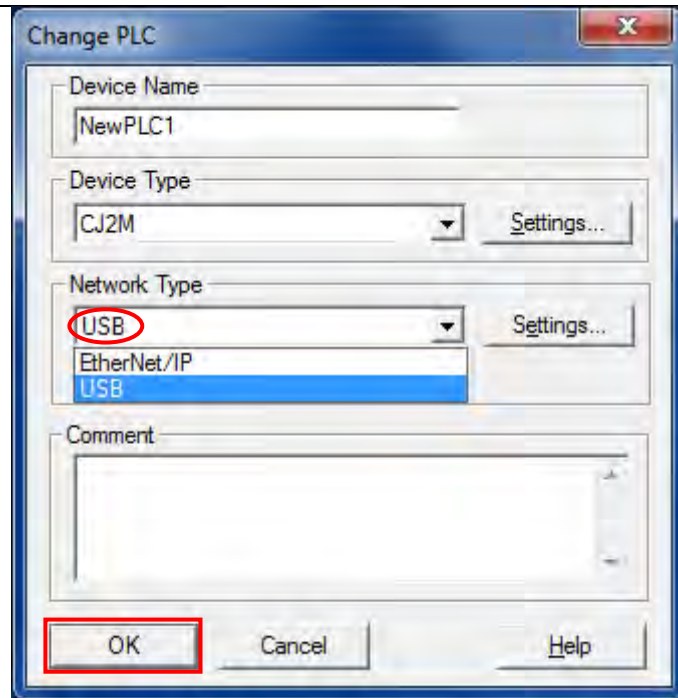 Change PLC
Device Name
NewPLC1
Device Type
CJ2M
Settings...
Network Type
USB
Settings...
EtherNet/IP
USB
Comment
OK Cancel Help